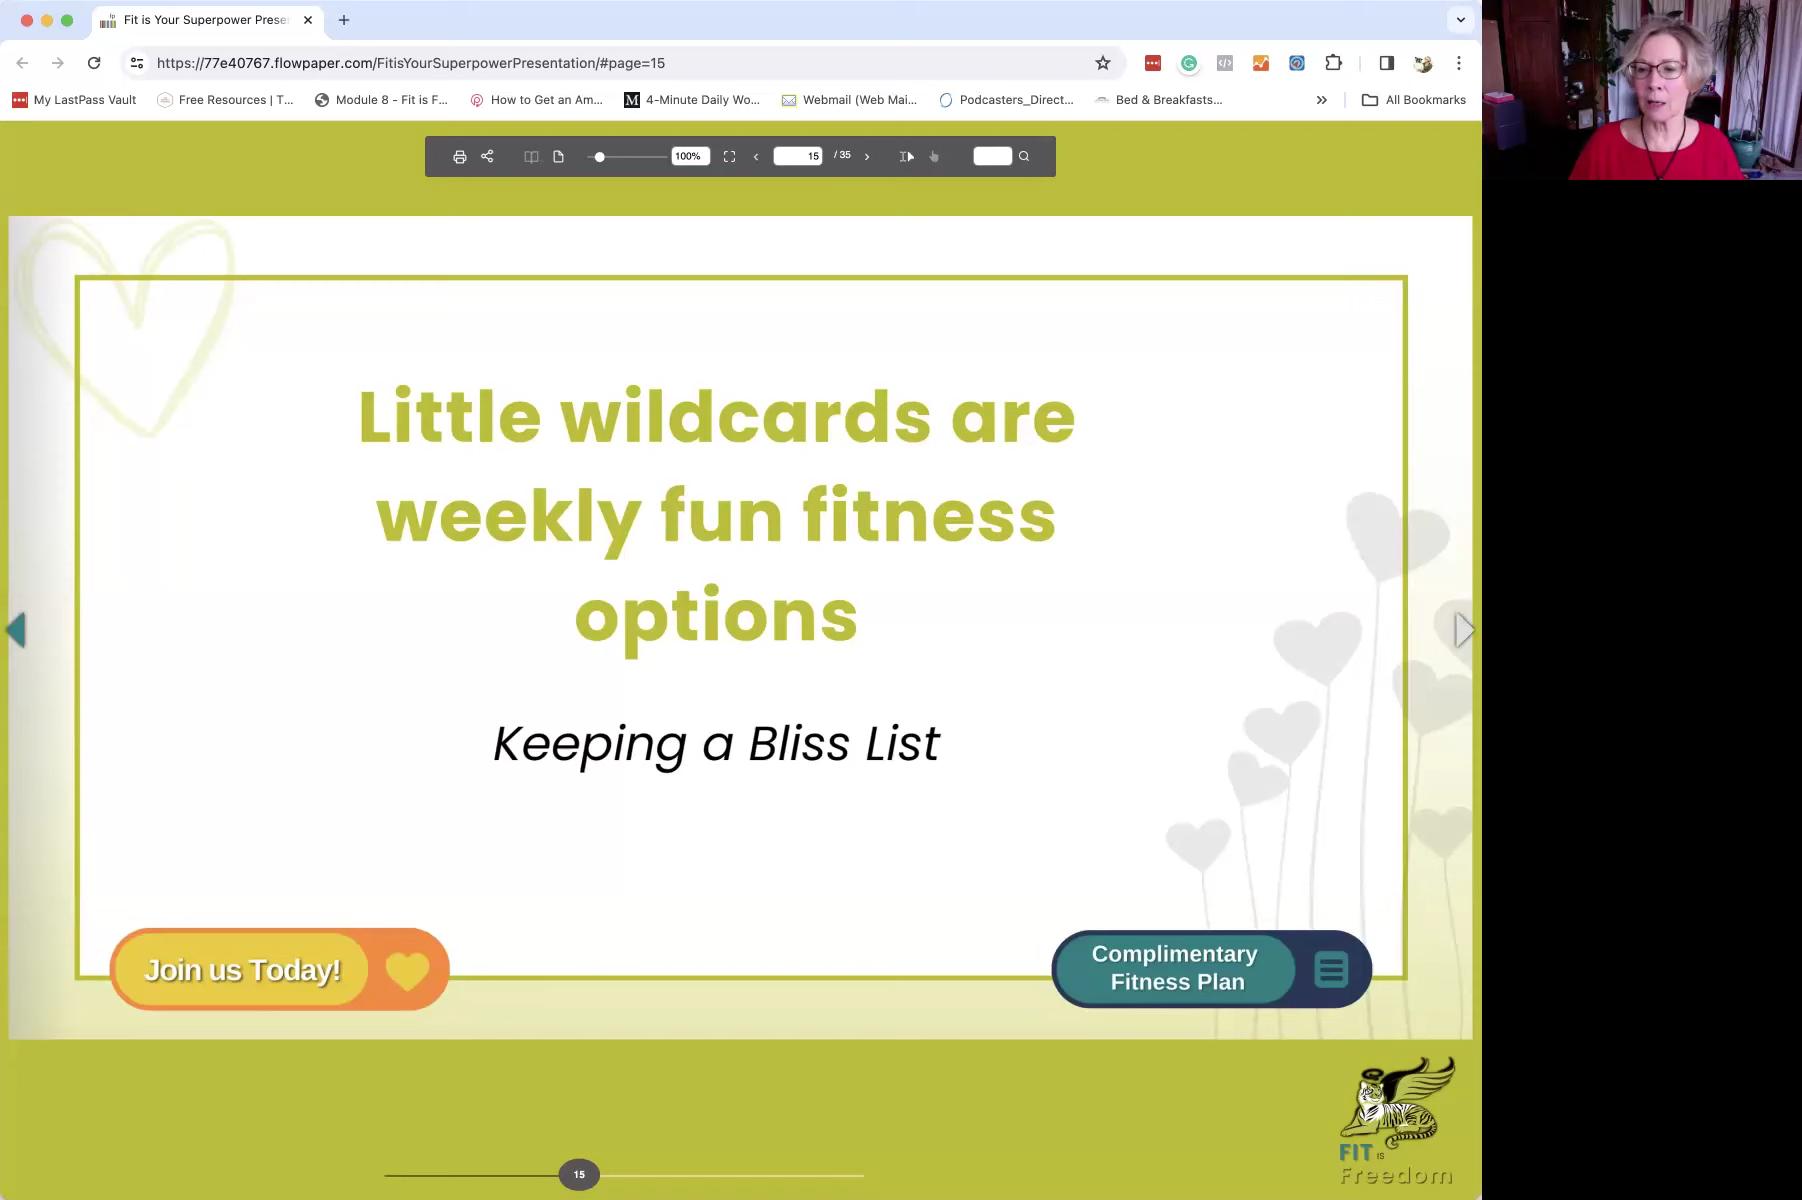 Fit is Your Superpower Prese
https://77e40767.flowpaper.com/FitisYourSuperpowerPresentation/#page=15
My LastPass Vault
Free Resources | T...
Module 8 - Fit is F...
How to Get an Am...
M
4-Minute Daily Wo...
Webmail (Web Mai...
Podcasters_Direct...
Bed & Breakfasts...
»
All Bookmarks
100%
15 / 35
Little wildcards are
weekly fun fitness
options
Keeping a Bliss List
Join us Today!
Complimentary
Fitness Plan
FIT IS
Freedom
15